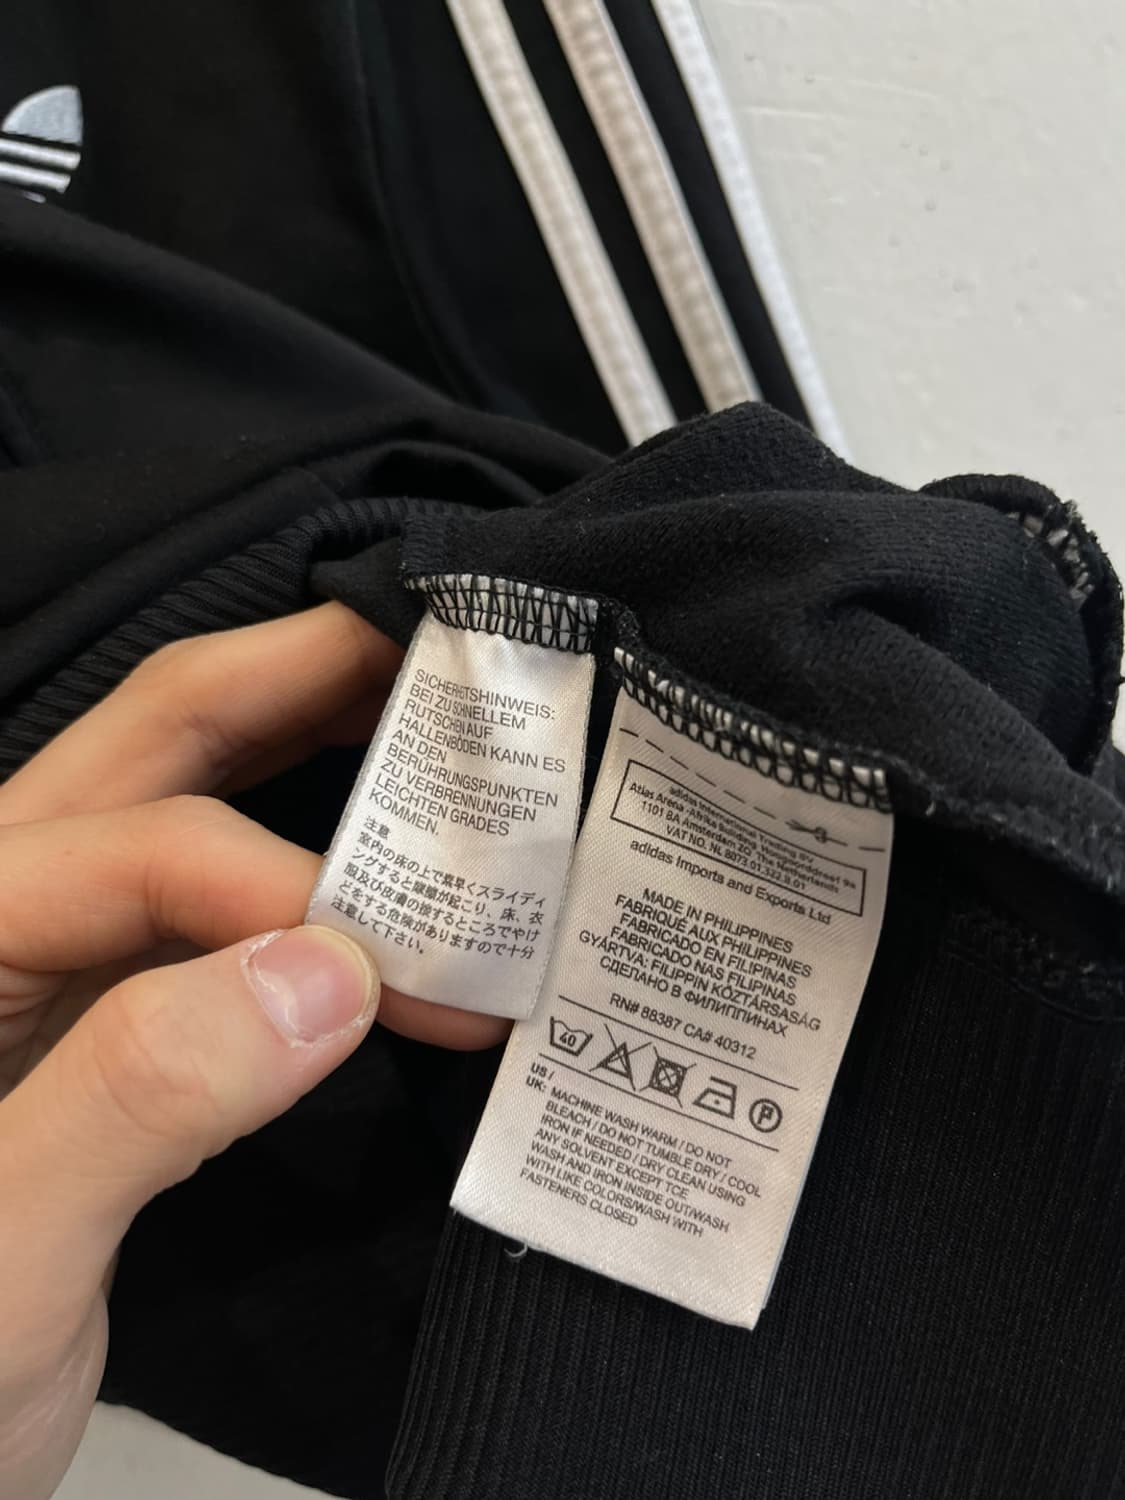 SICHERHEITSHINWEIS:
BEI ZU SCHNELLEM
RUTSCHEN AUF
HALLENBÖDEN KANN ES
AN DEN
BERÜHRUNGSPUNKTEN
ZU VERBRENNUNGEN
LEICHTEN GRADES
KOMMEN.
注意
室内の床の上で素早くスライディ
ングすると摩擦が起こり、床、衣
服及び皮膚の接するところでやけ
どをする危険がありますので十分
注意して下さい。
adidas International Trading BV
Atlas Arena - Afrika Building Hoogoorddreef 9a
1101 BA Amsterdam ZO The Netherlands
VAT NO. NL 8073.01.322.B.01
adidas Imports and Exports Ltd
MADE IN PHILIPPINES
FABRIQUE AUX PHILIPPINES
FABRICADO EN FILIPINAS
FABRICADO NAS FILIPINAS
GYÁRTVA: FILIPPIN KÖZTÁRSASÁG
СДЕЛАНО В ФИЛИППИНАХ
RN# 88387 CA# 40312
40 P
US /
UK: MACHINE WASH WARM / DO NOT
BLEACH / DO NOT TUMBLE DRY / COOL
IRON IF NEEDED / DRY CLEAN USING
ANY SOLVENT EXCEPT TCE
WASH AND IRON INSIDE OUT/WASH
WITH LIKE COLORS/WASH WITH
FASTENERS CLOSED